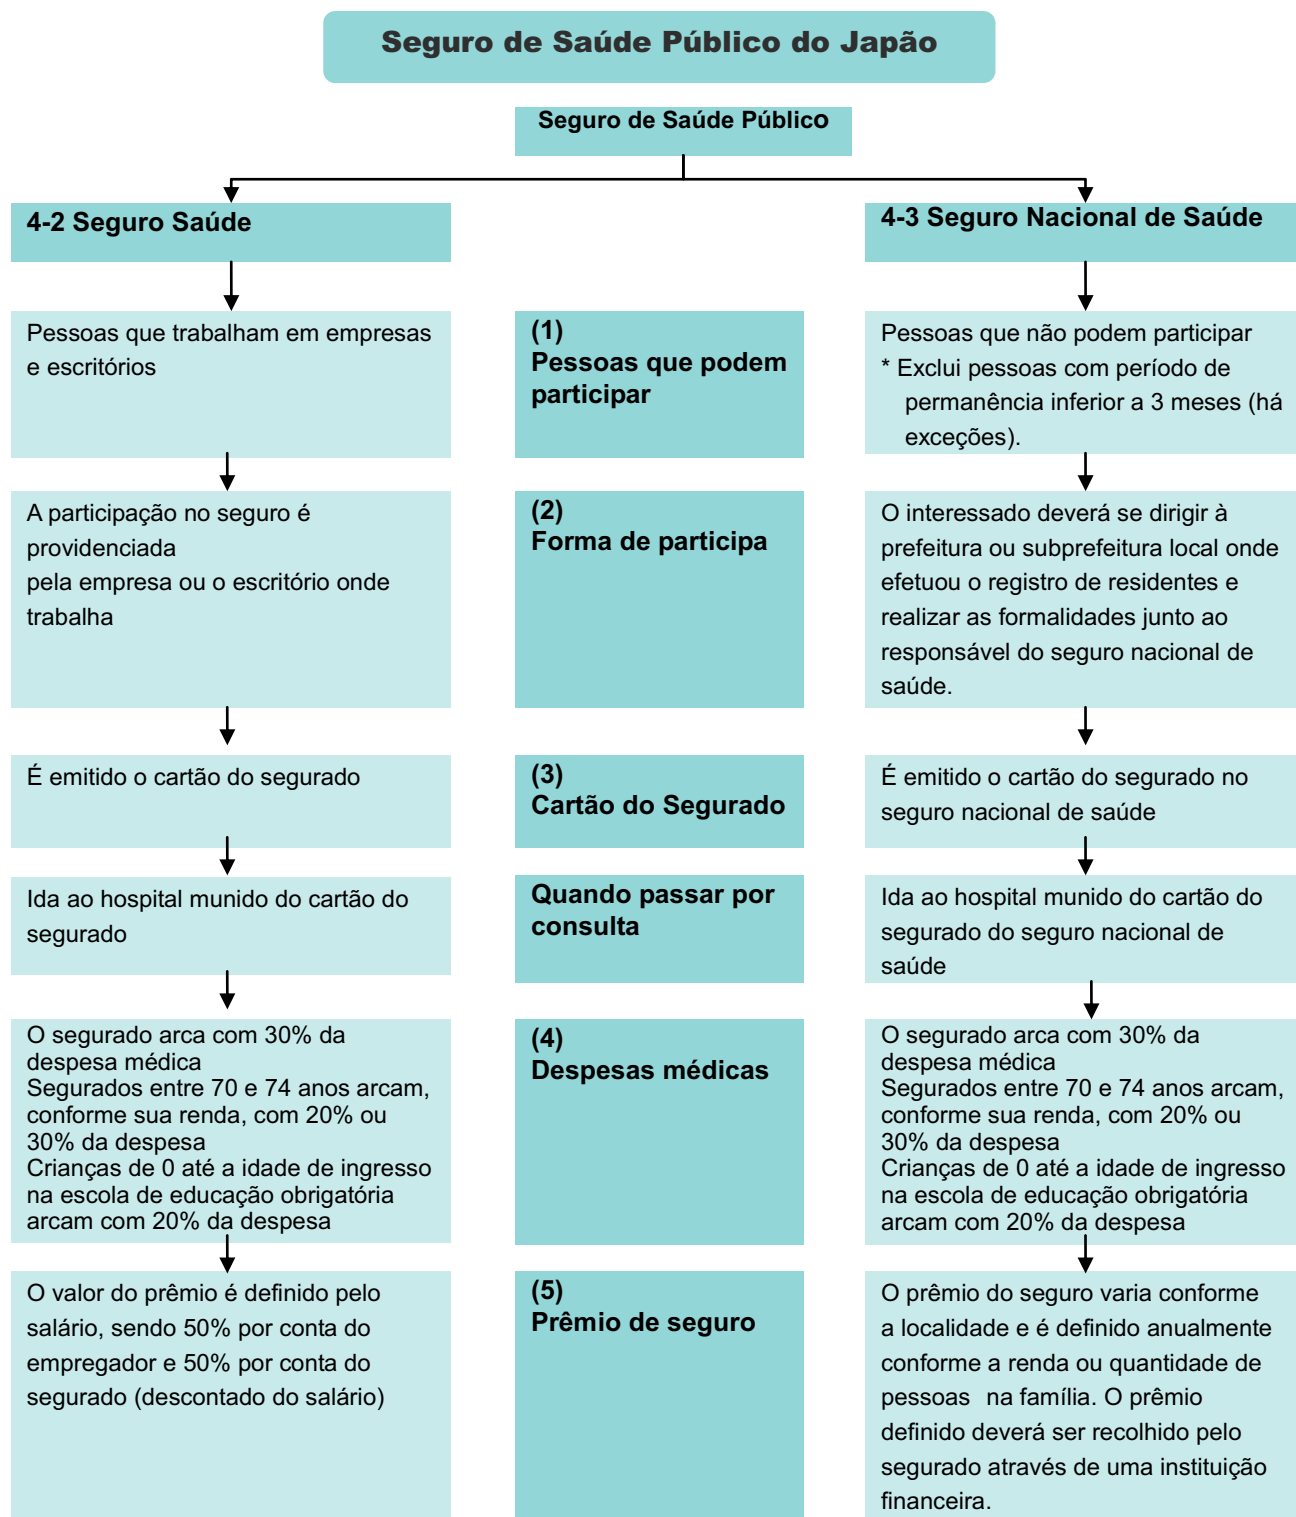 Seguro de Saúde Público do Japão
Seguro de Saúde Público
4-2 Seguro Saúde
4-3 Seguro Nacional de Saúde
Pessoas que trabalham em empresas
e escritórios
(1)
Pessoas que podem
participar
Pessoas que não podem participar
* Exclui pessoas com período de
permanência inferior a 3 meses (há
exceções).
A participação no seguro é
providenciada
pela empresa ou o escritório onde
trabalha
(2)
Forma de participa
O interessado deverá se dirigir à
prefeitura ou subprefeitura local onde
efetuou o registro de residentes e
realizar as formalidades junto ao
responsável do seguro nacional de
saúde.
É emitido o cartão do segurado
(3)
Cartão do Segurado
É emitido o cartão do segurado no
seguro nacional de saúde
Ida ao hospital munido do cartão do
segurado
Quando passar por
consulta
Ida ao hospital munido do cartão do
segurado do seguro nacional de
saúde
O segurado arca com 30% da
despesa médica
Segurados entre 70 e 74 anos arcam,
conforme sua renda, com 20% ou
30% da despesa
Crianças de 0 até a idade de ingresso
na escola de educação obrigatória
arcam com 20% da despesa
(4)
Despesas médicas
O segurado arca com 30% da
despesa médica
Segurados entre 70 e 74 anos arcam,
conforme sua renda, com 20% ou
30% da despesa
Crianças de 0 até a idade de ingresso
na escola de educação obrigatória
arcam com 20% da despesa
O valor do prêmio é definido pelo
salário, sendo 50% por conta do
empregador e 50% por conta do
segurado (descontado do salário)
(5)
Prêmio de seguro
O prêmio do seguro varia conforme
a localidade e é definido anualmente
conforme a renda ou quantidade de
pessoas na família. O prêmio
definido deverá ser recolhido pelo
segurado através de uma instituição
financeira.